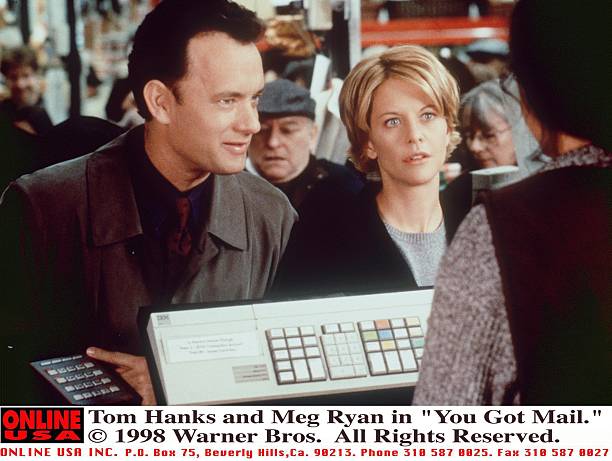 IBM
ONLINE USA
Tom Hanks and Meg Ryan in "You Got Mail."
© 1998 Warner Bros.  All Rights Reserved.
ONLINE USA INC. P.O. Box 75, Beverly Hills,Ca. 90213. Phone 310 587 0025. Fax 310 587 0027